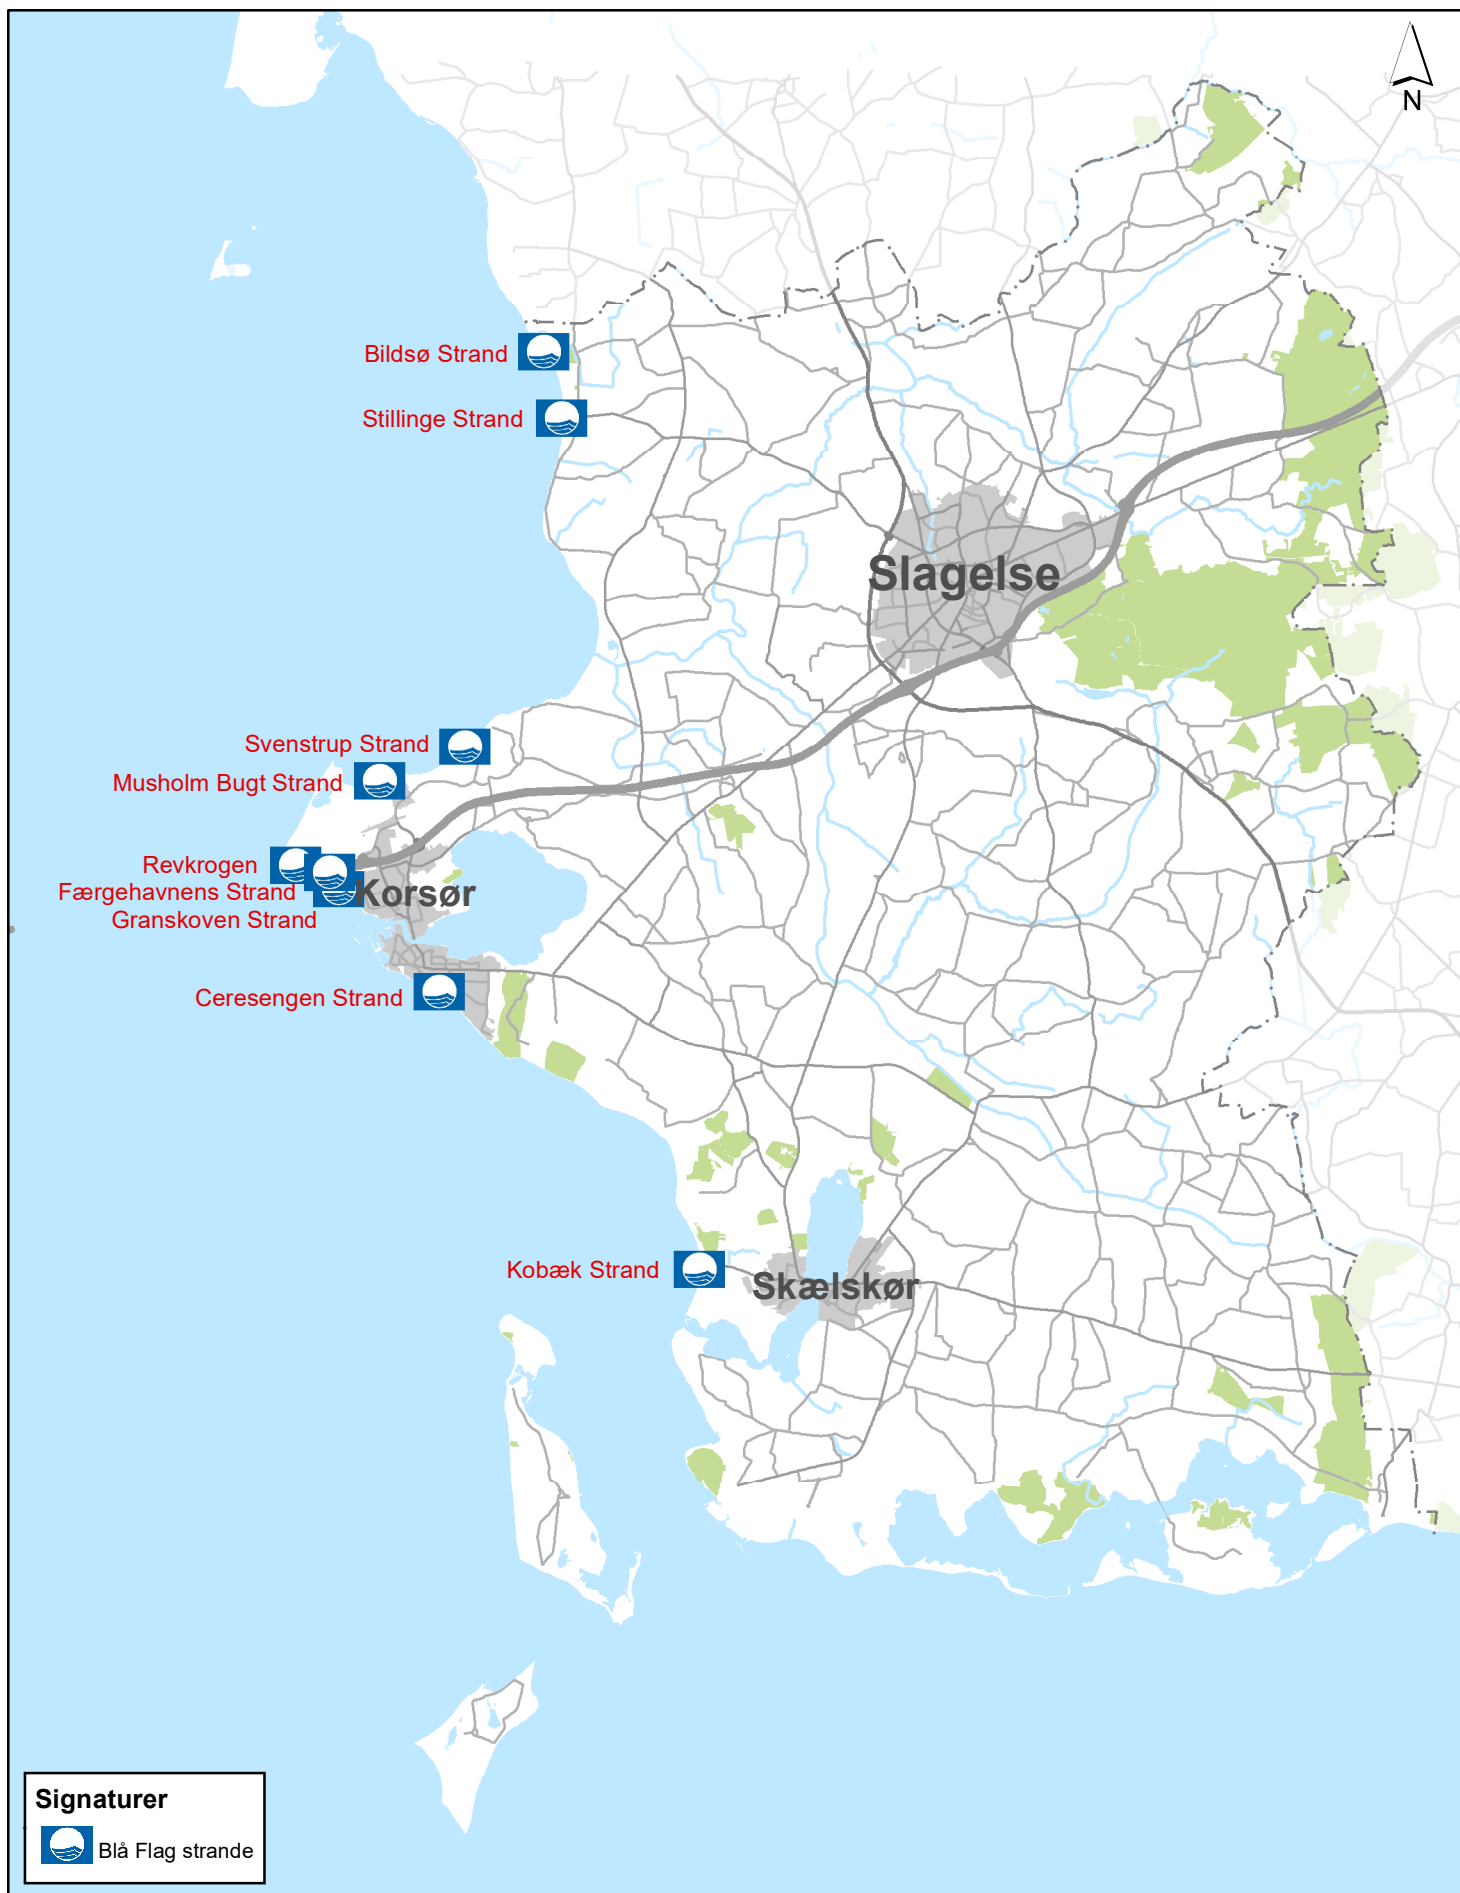 N
Bildsø Strand
Stillinge Strand
Slagelse
Svenstrup Strand
Musholm Bugt Strand
Revkrogen
Færgehavnens Strand
Korsør
Granskoven Strand
Ceresengen Strand
Kobæk Strand
Skælskør
Signaturer
Blå Flag strande